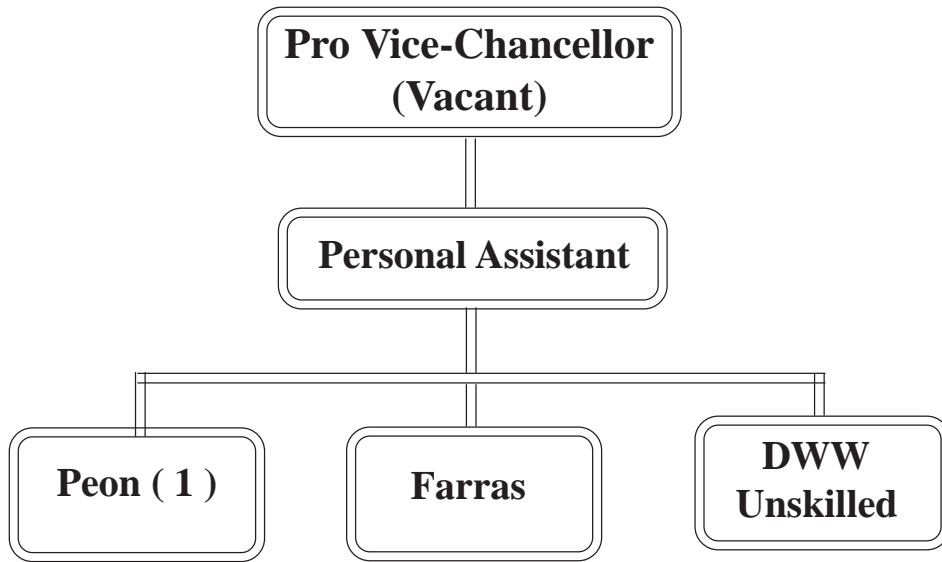 Pro Vice-Chancellor
(Vacant)
Personal Assistant
Peon ( 1 )
Farras
DWW
Unskilled